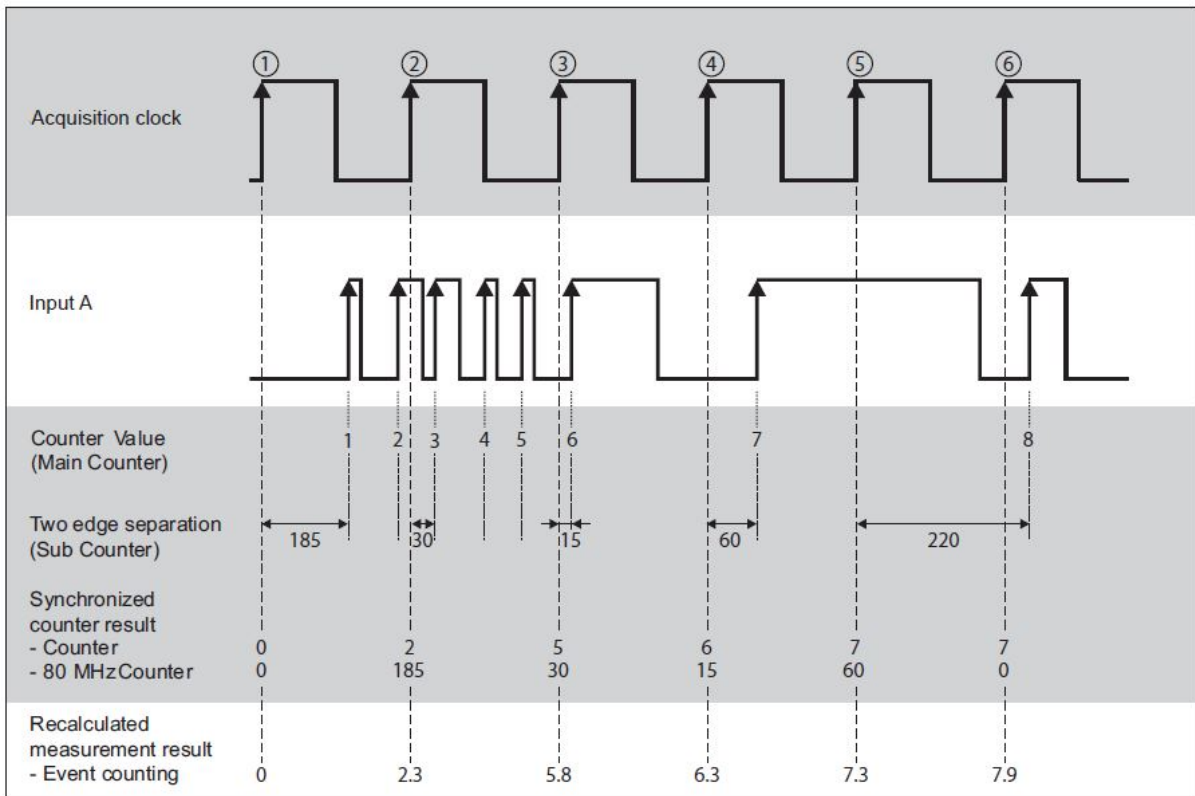 ① ② ③ ④ ⑤ ⑥
Acquisition clock
Input A
Counter Value
(Main Counter)
1 2 3 4 5 6 7 8
Two edge separation
(Sub Counter)
185 30 15 60 220
Synchronized
counter result
- Counter 0 2 5 6 7 7
- 80 MHz Counter 0 185 30 15 60 0
Recalculated
measurement result
- Event counting 0 2.3 5.8 6.3 7.3 7.9